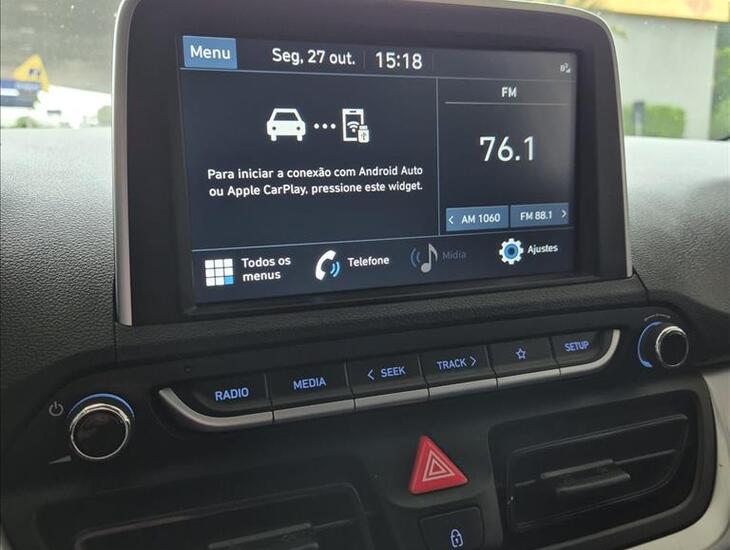 Menu
Seg, 27 out. 15:18
FM
76.1
Para iniciar a conexão com Android Auto
ou Apple CarPlay, pressione este widget.
< AM 1060
FM 88.1 >
Todos os
menus
Telefone
Mídia
Ajustes
RADIO
MEDIA
< SEEK
TRACK >
SETUP